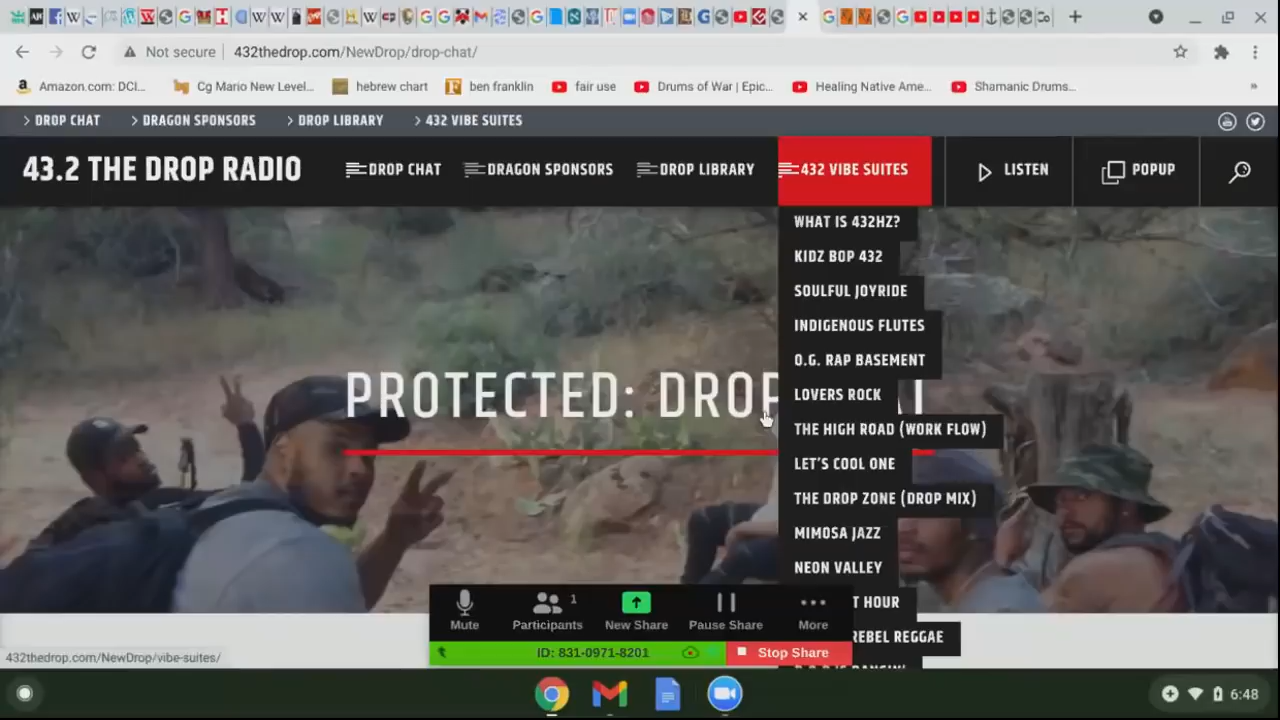 Not secure 432thedrop.com/NewDrop/drop-chat/
Amazon.com: DCI... Cg Mario New Level... hebrew chart ben franklin fair use Drums of War | Epic... Healing Native Ame... Shamanic Drums... »
> DROP CHAT > DRAGON SPONSORS > DROP LIBRARY > 432 VIBE SUITES
43.2 THE DROP RADIO DROP CHAT DRAGON SPONSORS DROP LIBRARY 432 VIBE SUITES LISTEN POPUP
WHAT IS 432HZ?
KIDZ BOP 432
SOULFUL JOYRIDE
INDIGENOUS FLUTES
O.G. RAP BASEMENT
PROTECTED: DROP
LOVERS ROCK
THE HIGH ROAD (WORK FLOW)
LET'S COOL ONE
THE DROP ZONE (DROP MIX)
MIMOSA JAZZ
NEON VALLEY
T HOUR
REBEL REGGAE
1
Mute Participants New Share Pause Share More
ID: 831-0971-8201 Stop Share
432thedrop.com/NewDrop/vibe-suites/
6:48